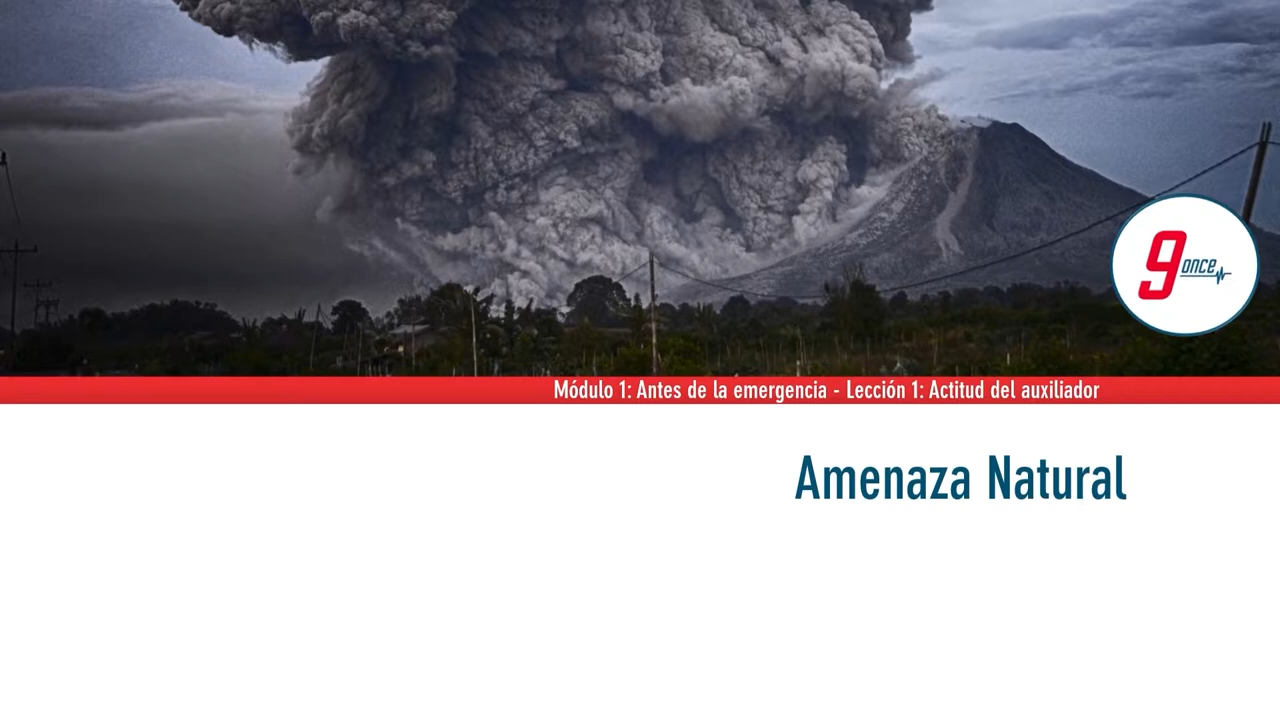 9once
Módulo 1: Antes de la emergencia - Lección 1: Actitud del auxiliador
Amenaza Natural